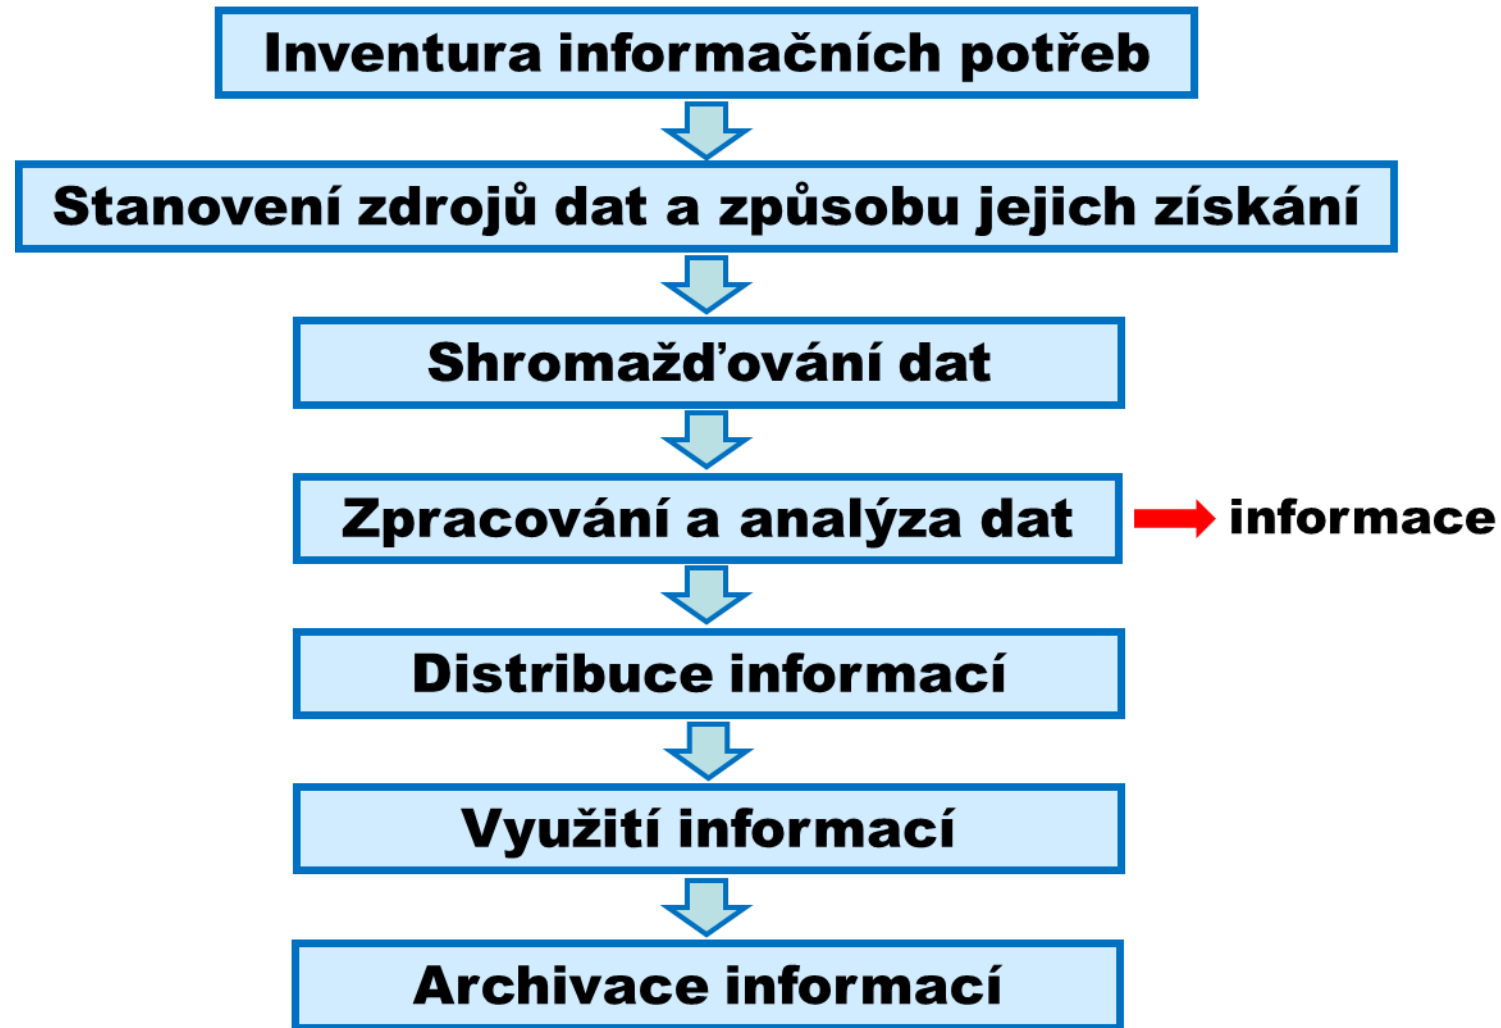 Inventura informačních potřeb
Stanovení zdrojů dat a způsobu jejich získání
Shromažďování dat
Zpracování a analýza dat
informace
Distribuce informací
Využití informací
Archivace informací